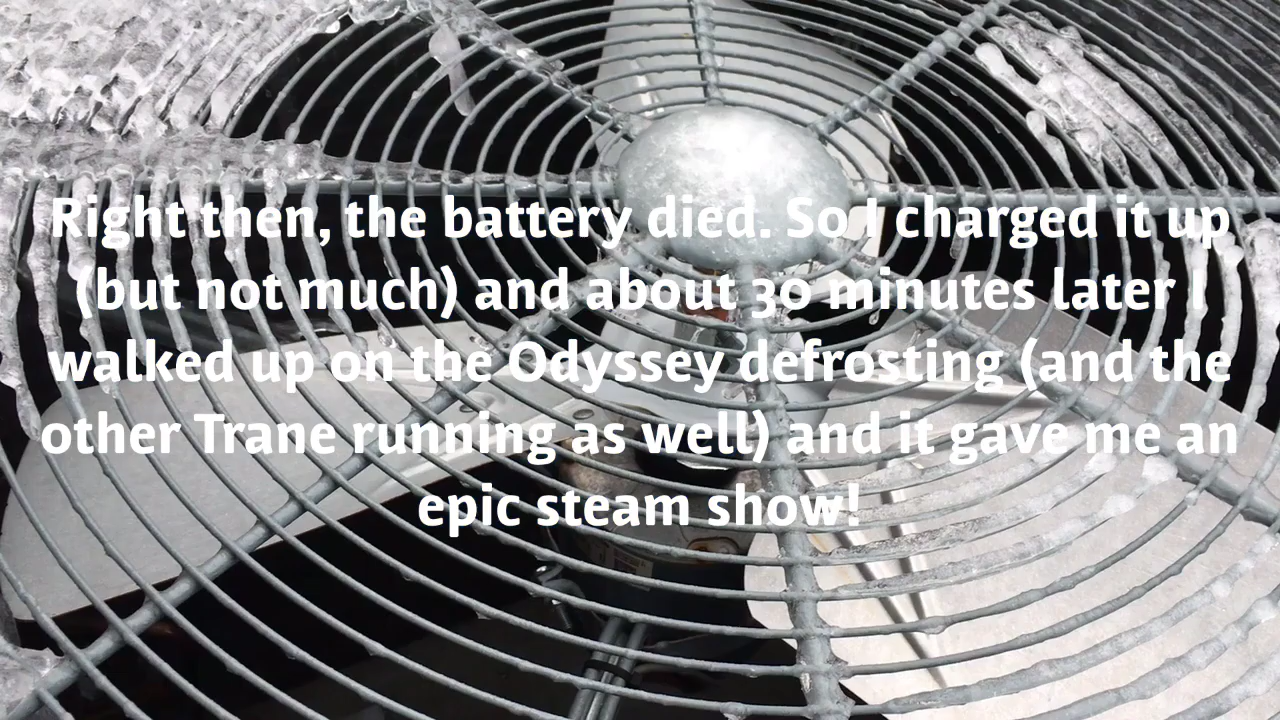 Right then, the battery died. So I charged it up
(but not much) and about 30 minutes later I
walked up on the Odyssey defrosting (and the
other Trane running as well) and it gave me an
epic steam show!